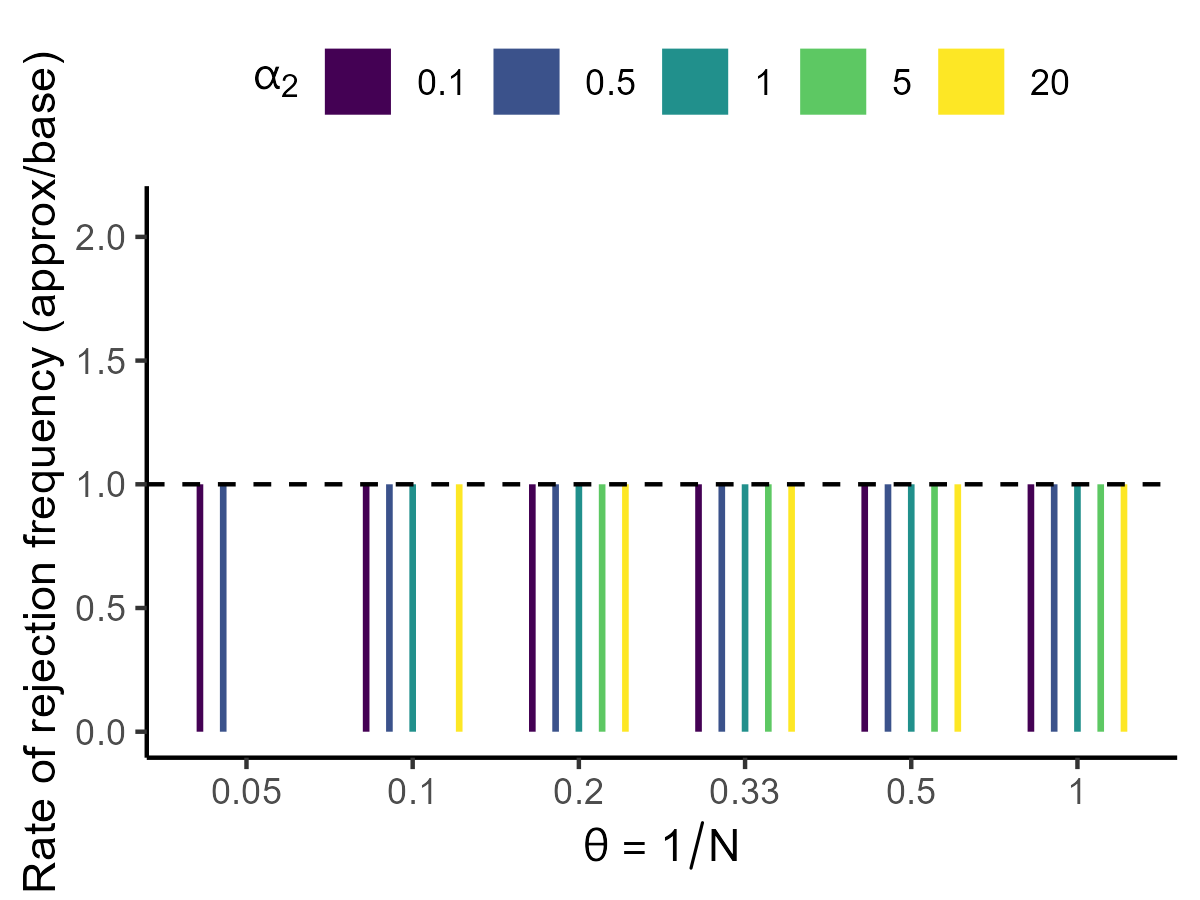 α₂ 0.1 0.5 1 5 20
Rate of rejection frequency (approx/base)
2.0
1.5
1.0
0.5
0.0
0.05 0.1 0.2 0.33 0.5 1
θ = 1/N